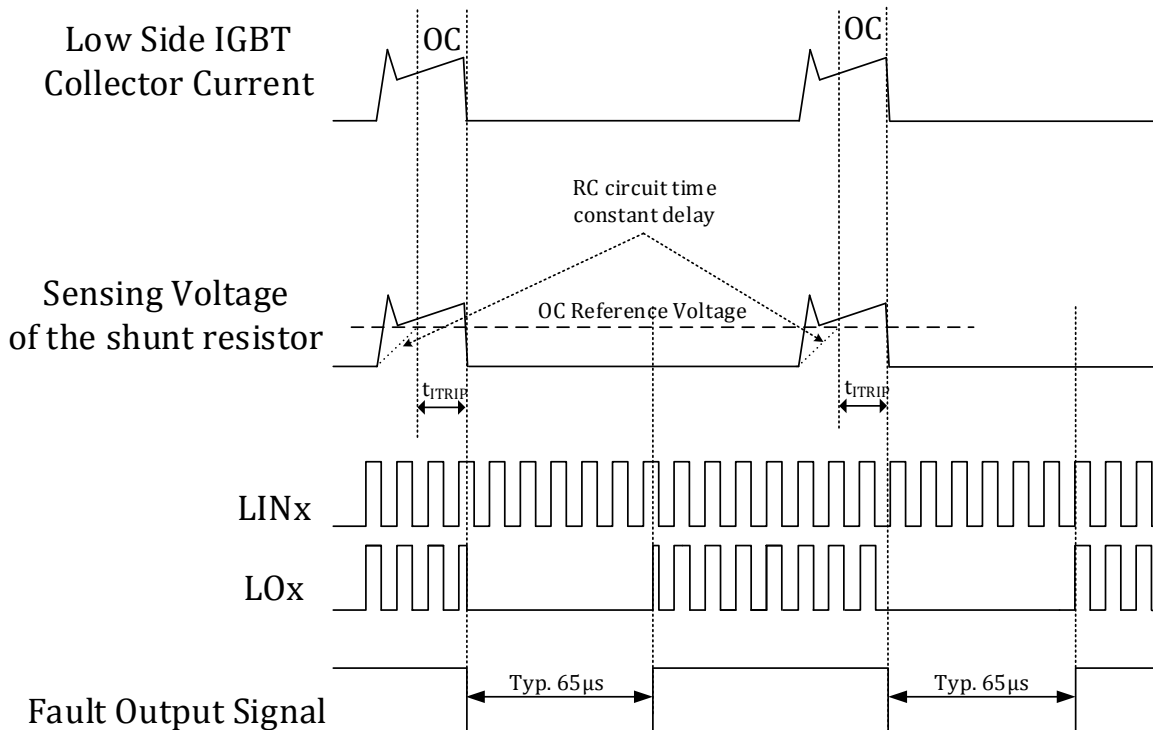 Low Side IGBT
Collector Current
OC
OC
RC circuit time
constant delay
Sensing Voltage
of the shunt resistor
OC Reference Voltage
tITRIP
tITRIP
LINx
LOx
Typ. 65μs
Typ. 65μs
Fault Output Signal